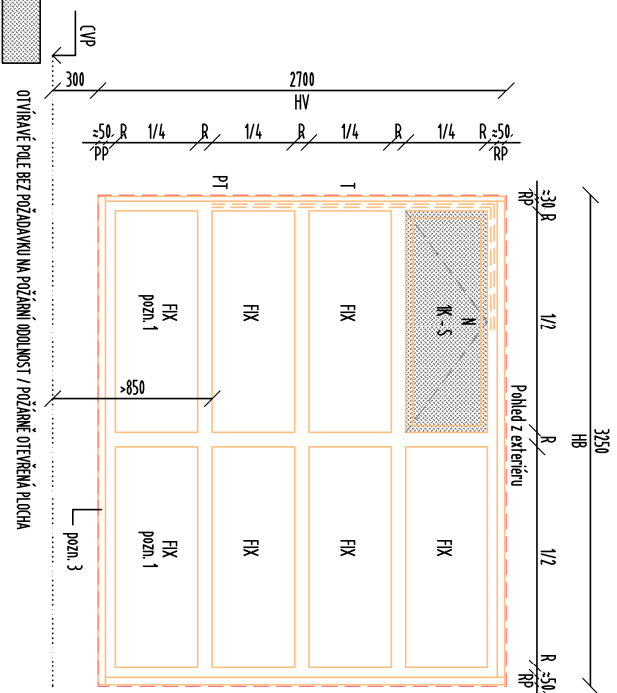 3250
HB
≈30
RP
R
1/2
R
1/2
R
≈50
RP
Pohled z exteriéru
ČVP
300
2700
HV
≈50
PP
R
1/4
R
1/4
R
1/4
R
1/4
R
≈50
RP
PT
T
N
1K - S
FIX
FIX
FIX
FIX
FIX
FIX
pozn. 1
FIX
pozn. 1
>850
pozn. 3
OTVÍRAVÉ POLE BEZ POŽADAVKU NA POŽÁRNÍ ODOLNOST / POŽÁRNĚ OTEVŘENÁ PLOCHA